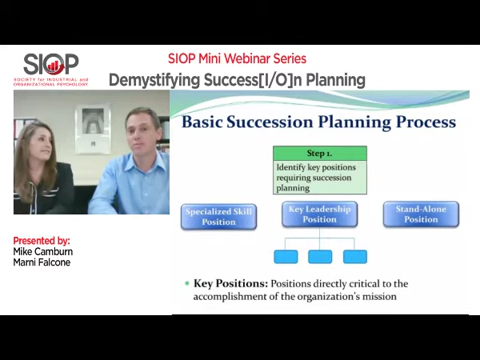 SIOP
SOCIETY for INDUSTRIAL and
ORGANIZATIONAL PSYCHOLOGY
SIOP Mini Webinar Series
Demystifying Success[I/O]n Planning
Basic Succession Planning Process
Step 1.
Identify key positions
requiring succession
planning
Specialized Skill
Position
Key Leadership
Position
Stand-Alone
Position
• Key Positions: Positions directly critical to the
accomplishment of the organization's mission
Presented by:
Mike Camburn
Marni Falcone